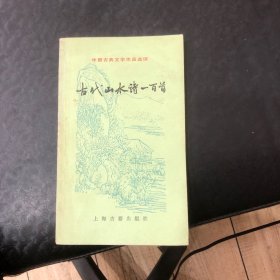 中国古典文学作品选读
古代山水诗一百首
上海古籍出版社